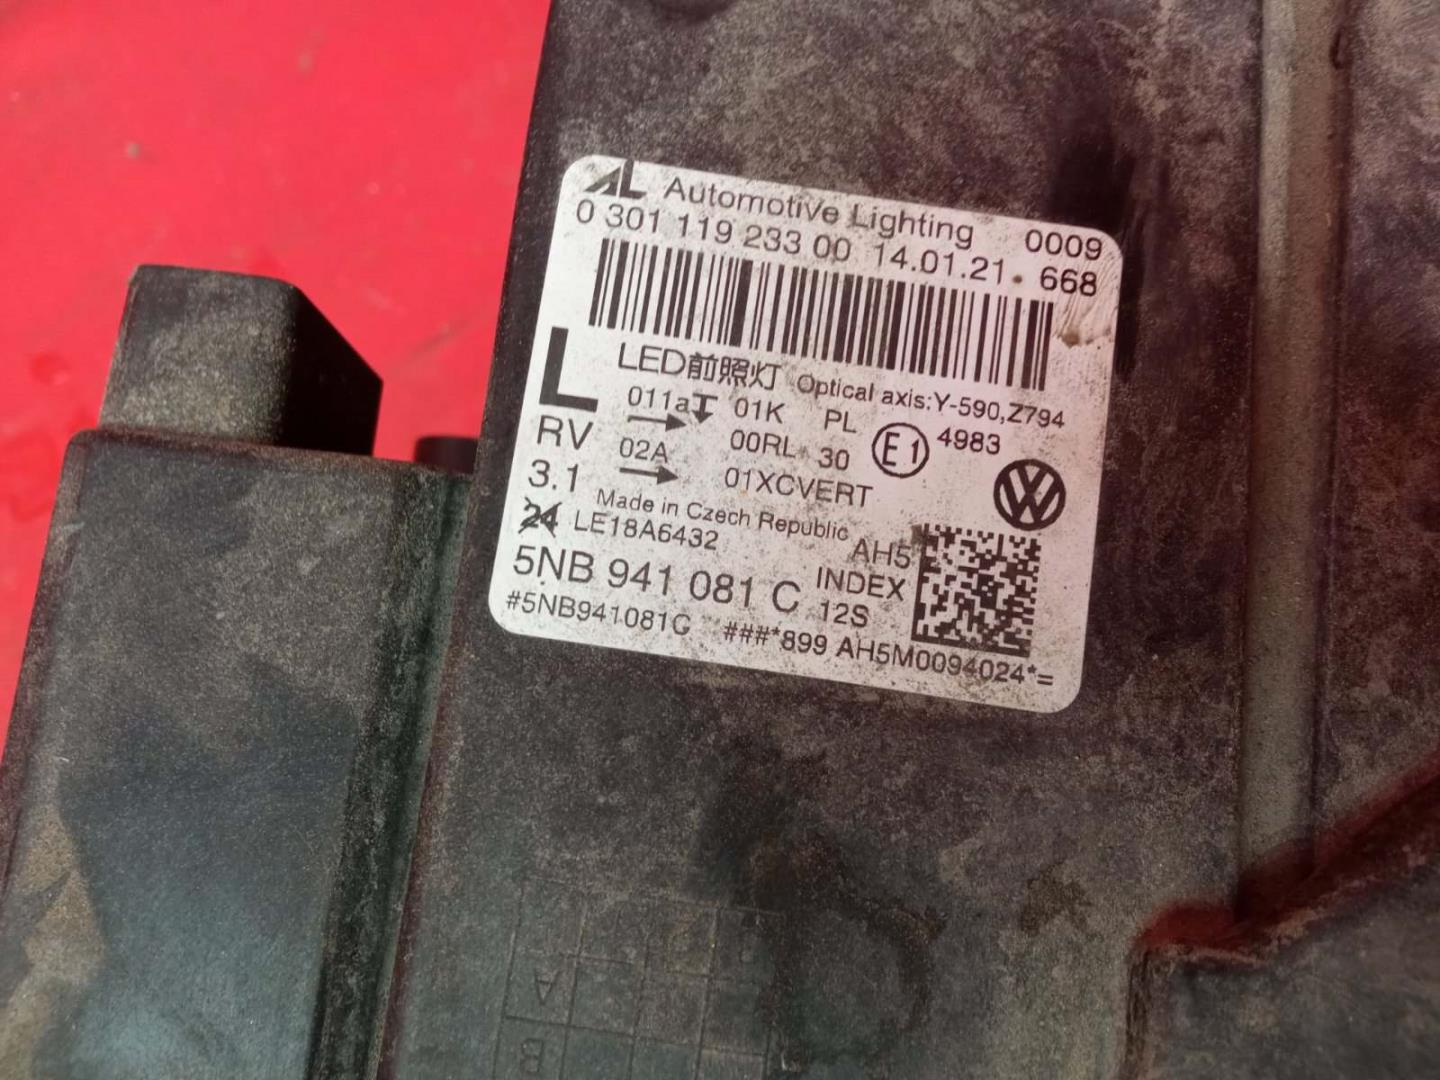 AL Automotive Lighting 0009
0 301 119 233 00 14.01.21 668
L LED前照灯 Optical axis:Y-590,Z794
011a 01K PL
RV 02A 00RL 30 E1 4983
3.1 01XCVERT
Made in Czech Republic
24 LE18A6432 AH5
5NB 941 081 C INDEX
12S
#5NB941081C ###*899 AH5M0094024*=
A
B